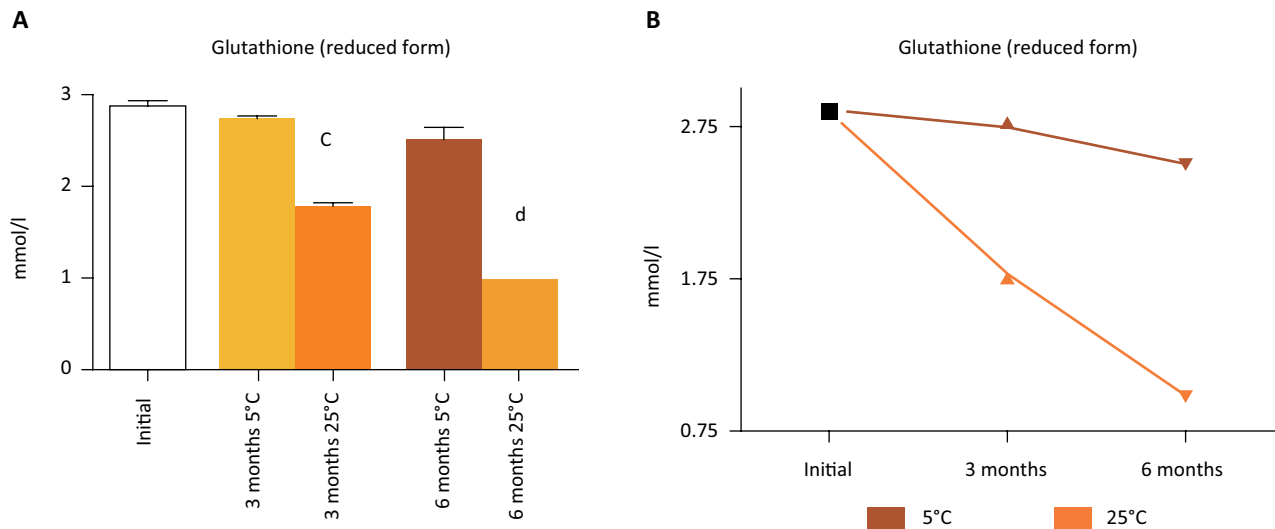 A
Glutathione (reduced form)
mmol/l
3
2
1
0
C
d
Initial
3 months 5°C
3 months 25°C
6 months 5°C
6 months 25°C
B
Glutathione (reduced form)
mmol/l
2.75
1.75
0.75
Initial
3 months
6 months
5°C
25°C